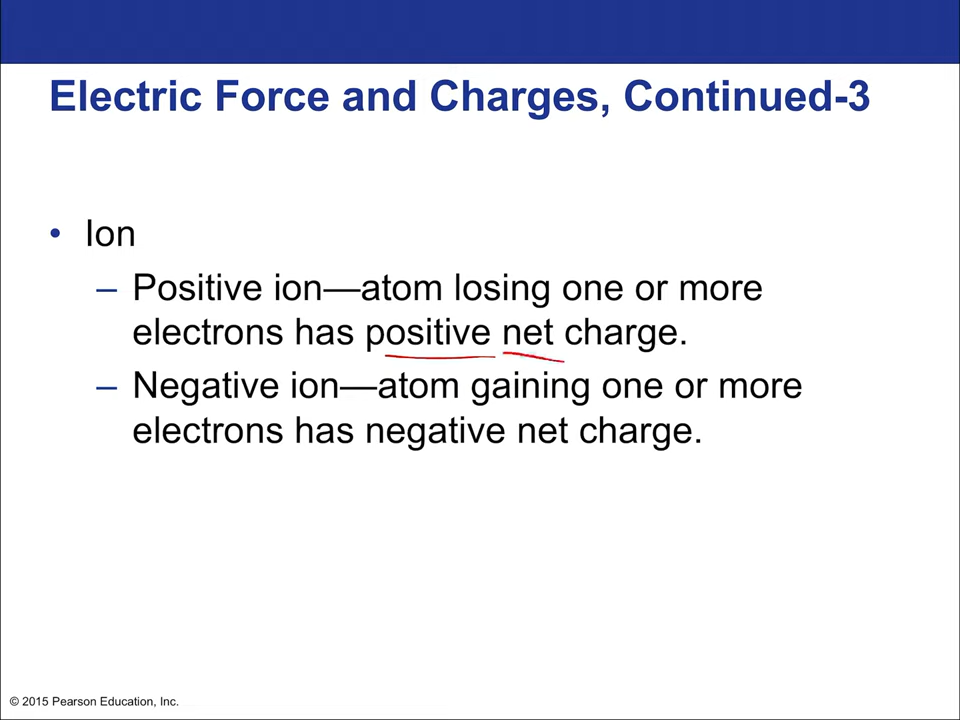 Electric Force and Charges, Continued-3
• Ion
– Positive ion—atom losing one or more
electrons has positive net charge.
– Negative ion—atom gaining one or more
electrons has negative net charge.
© 2015 Pearson Education, Inc.